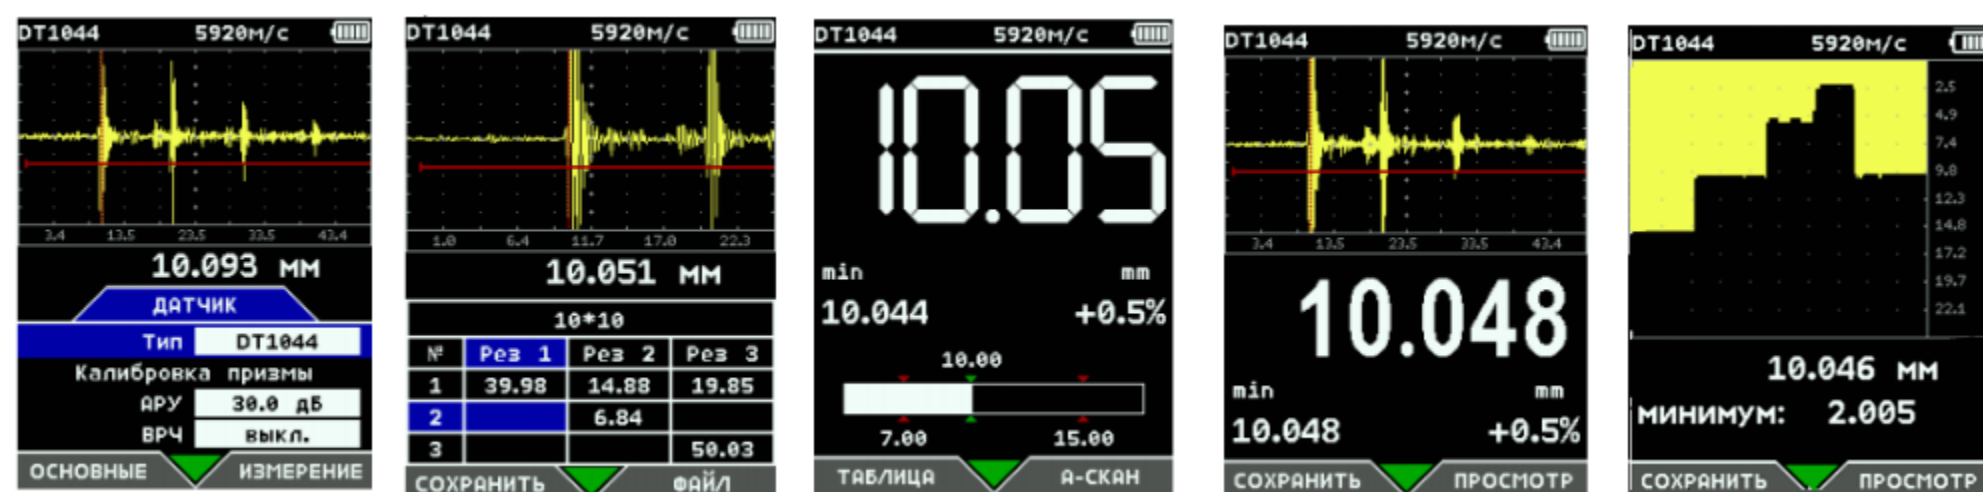 DT1044 5920м/с
3.4 13.5 23.5 33.5 43.4
10.093 мм
ДАТЧИК
Тип DT1044
Калибровка призмы
АРУ 30.0 дБ
ВРЧ выкл.
ОСНОВНЫЕ ИЗМЕРЕНИЕ
DT1044 5920м/с
1.0 6.4 11.7 17.0 22.3
10.051 мм
10*10
№ Рез 1 Рез 2 Рез 3
1 39.98 14.88 19.85
2 6.84
3 50.03
СОХРАНИТЬ ФАЙЛ
DT1044 5920м/с
10.05
min mm
10.044 +0.5%
10.00
7.00 15.00
ТАБЛИЦА А-СКАН
DT1044 5920м/с
3.4 13.5 23.5 33.5 43.4
10.048
min mm
10.048 +0.5%
СОХРАНИТЬ ПРОСМОТР
DT1044 5920м/с
2.5
4.9
7.4
9.8
12.3
14.8
17.2
19.7
22.1
10.046 мм
минимум: 2.005
СОХРАНИТЬ ПРОСМОТР